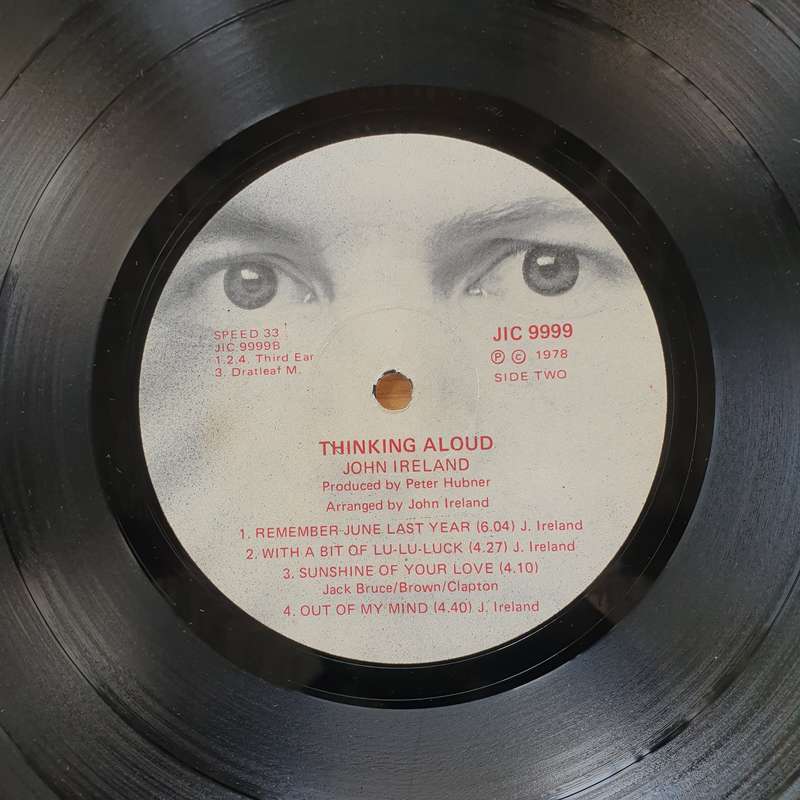 SPEED 33
JIC 9999B
1.2.4. Third Ear
3. Dratleaf M.
JIC 9999
Ⓟ © 1978
SIDE TWO
THINKING ALOUD
JOHN IRELAND
Produced by Peter Hubner
Arranged by John Ireland
1. REMEMBER JUNE LAST YEAR (6.04) J. Ireland
2. WITH A BIT OF LU-LU-LUCK (4.27) J. Ireland
3. SUNSHINE OF YOUR LOVE (4.10)
Jack Bruce/Brown/Clapton
4. OUT OF MY MIND (4.40) J. Ireland